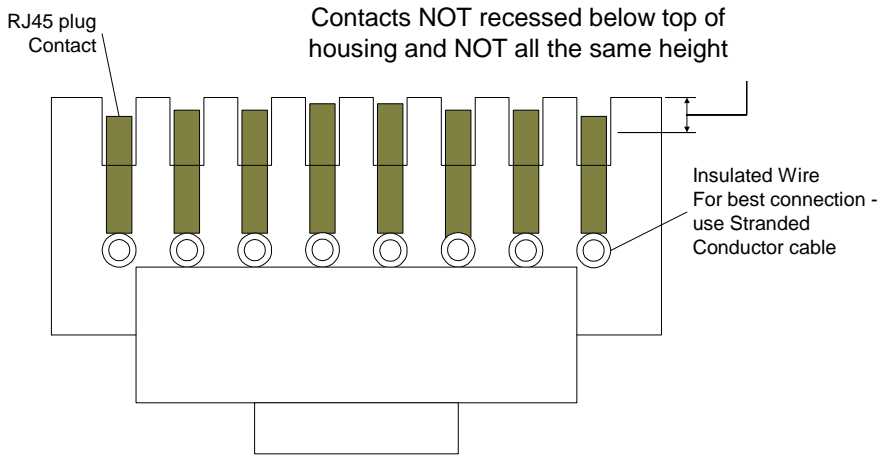 RJ45 plug
Contact
Contacts NOT recessed below top of
housing and NOT all the same height
Insulated Wire
For best connection -
use Stranded
Conductor cable